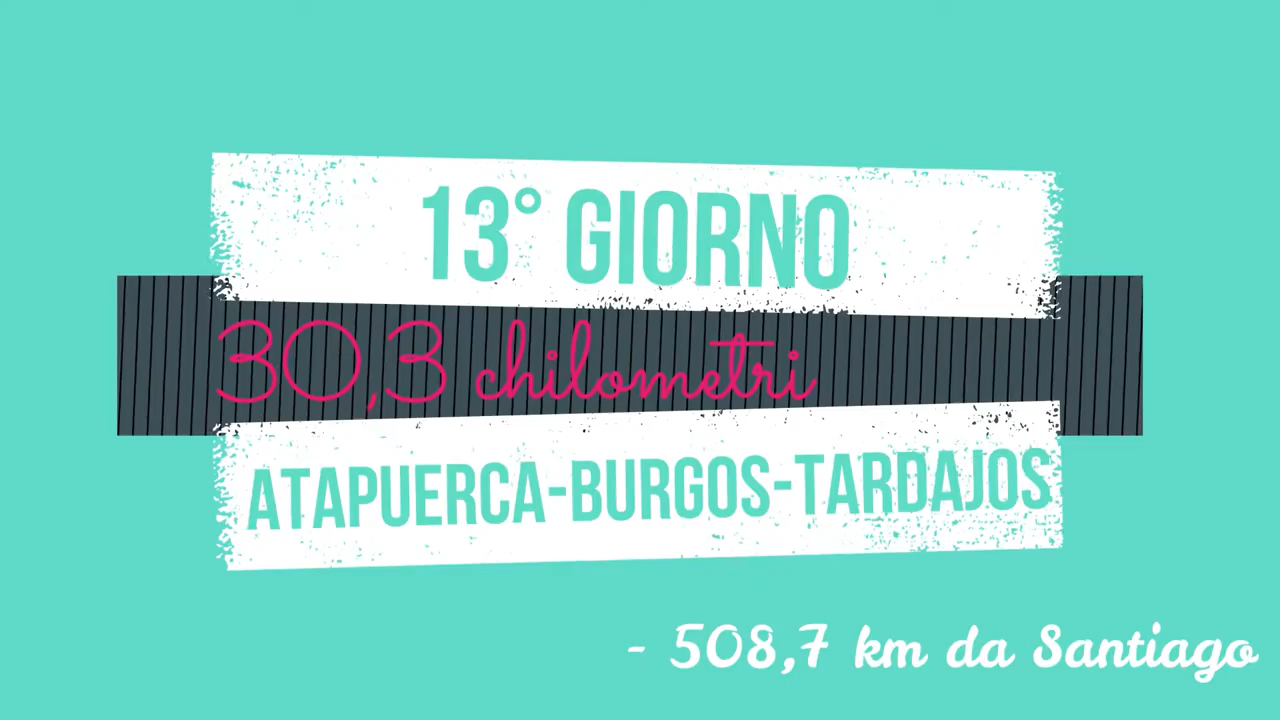 13° GIORNO
30,3 chilometri
ATAPUERCA-BURGOS-TARDAJOS
- 508,7 km da Santiago